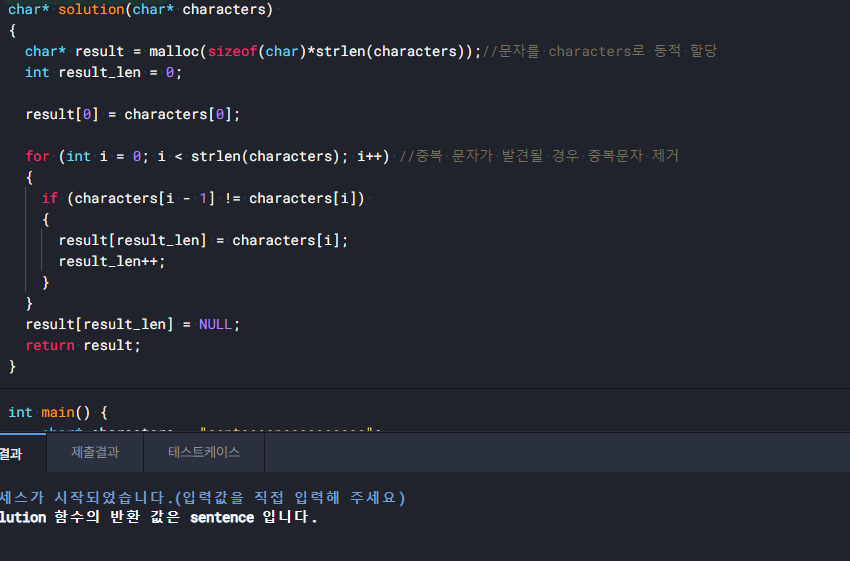 char* solution(char* characters)
{
char* result = malloc(sizeof(char)*strlen(characters));//문자를 characters로 동적 할당
int result_len = 0;
result[0] = characters[0];
for (int i = 0; i < strlen(characters); i++) //중복 문자가 발견될 경우 중복문자 제거
{
if (characters[i - 1] != characters[i])
{
result[result_len] = characters[i];
result_len++;
}
}
result[result_len] = NULL;
return result;
}
int main() {
결과 제출결과 테스트케이스
세스가 시작되었습니다.(입력값을 직접 입력해 주세요)
lution 함수의 반환 값은 sentence 입니다.